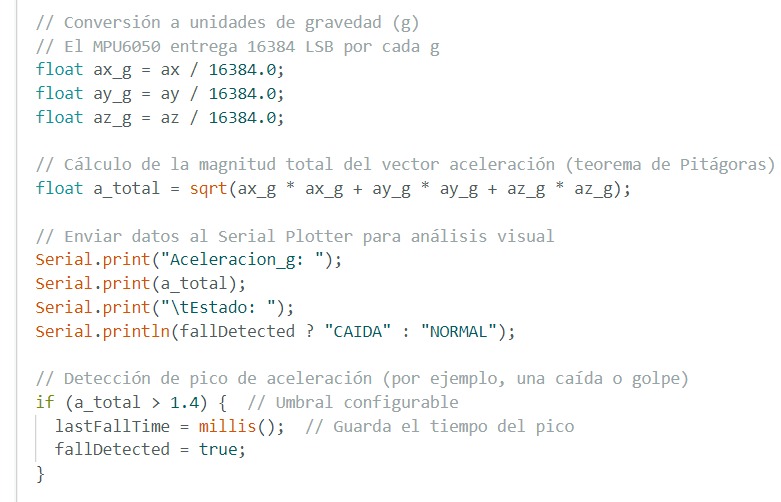 // Conversión a unidades de gravedad (g)
// El MPU6050 entrega 16384 LSB por cada g
float ax_g = ax / 16384.0;
float ay_g = ay / 16384.0;
float az_g = az / 16384.0;
// Cálculo de la magnitud total del vector aceleración (teorema de Pitágoras)
float a_total = sqrt(ax_g * ax_g + ay_g * ay_g + az_g * az_g);
// Enviar datos al Serial Plotter para análisis visual
Serial.print("Aceleracion_g: ");
Serial.print(a_total);
Serial.print("\tEstado: ");
Serial.println(fallDetected ? "CAIDA" : "NORMAL");
// Detección de pico de aceleración (por ejemplo, una caída o golpe)
if (a_total > 1.4) {  // Umbral configurable
  lastFallTime = millis();  // Guarda el tiempo del pico
  fallDetected = true;
}